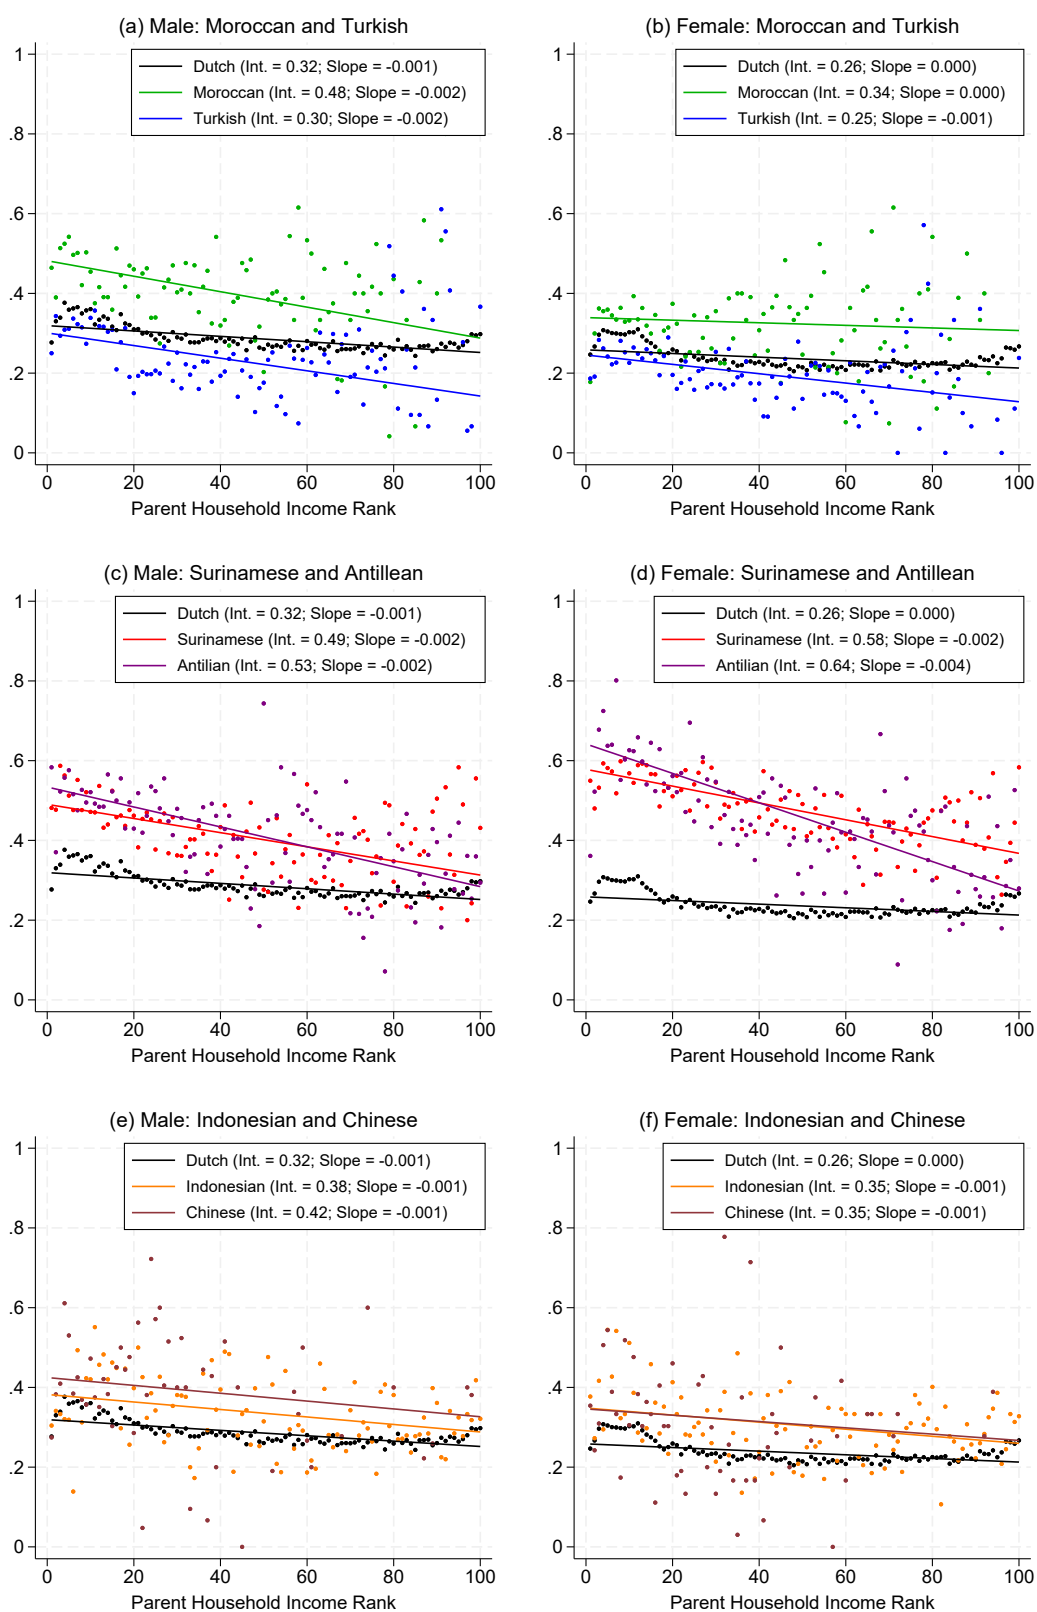 (a) Male: Moroccan and Turkish
Dutch (Int. = 0.32; Slope = -0.001)
Moroccan (Int. = 0.48; Slope = -0.002)
Turkish (Int. = 0.30; Slope = -0.002)
1
.8
.6
.4
.2
0
0 20 40 60 80 100
Parent Household Income Rank
(b) Female: Moroccan and Turkish
Dutch (Int. = 0.26; Slope = 0.000)
Moroccan (Int. = 0.34; Slope = 0.000)
Turkish (Int. = 0.25; Slope = -0.001)
1
.8
.6
.4
.2
0
0 20 40 60 80 100
Parent Household Income Rank
(c) Male: Surinamese and Antillean
Dutch (Int. = 0.32; Slope = -0.001)
Surinamese (Int. = 0.49; Slope = -0.002)
Antilian (Int. = 0.53; Slope = -0.002)
1
.8
.6
.4
.2
0
0 20 40 60 80 100
Parent Household Income Rank
(d) Female: Surinamese and Antillean
Dutch (Int. = 0.26; Slope = 0.000)
Surinamese (Int. = 0.58; Slope = -0.002)
Antilian (Int. = 0.64; Slope = -0.004)
1
.8
.6
.4
.2
0
0 20 40 60 80 100
Parent Household Income Rank
(e) Male: Indonesian and Chinese
Dutch (Int. = 0.32; Slope = -0.001)
Indonesian (Int. = 0.38; Slope = -0.001)
Chinese (Int. = 0.42; Slope = -0.001)
1
.8
.6
.4
.2
0
0 20 40 60 80 100
Parent Household Income Rank
(f) Female: Indonesian and Chinese
Dutch (Int. = 0.26; Slope = 0.000)
Indonesian (Int. = 0.35; Slope = -0.001)
Chinese (Int. = 0.35; Slope = -0.001)
1
.8
.6
.4
.2
0
0 20 40 60 80 100
Parent Household Income Rank